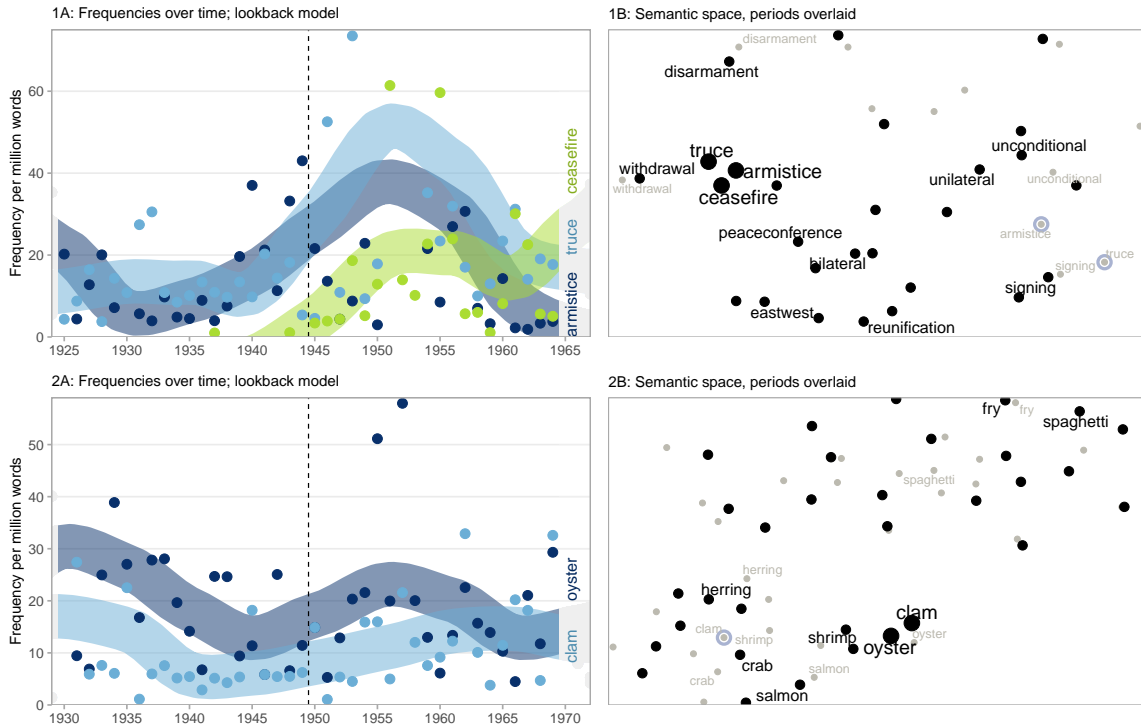 1A: Frequencies over time; lookback model
Frequency per million words
0
20
40
60
1925
1930
1935
1940
1945
1950
1955
1960
1965
ceasefire
truce
armistice
1B: Semantic space, periods overlaid
disarmament
disarmament
truce
withdrawal
armistice
withdrawal
ceasefire
unconditional
unilateral
unconditional
peaceconference
armistice
bilateral
truce
signing
signing
eastwest
reunification
2A: Frequencies over time; lookback model
Frequency per million words
0
10
20
30
40
50
1930
1935
1940
1945
1950
1955
1960
1965
1970
oyster
clam
2B: Semantic space, periods overlaid
fry
fry
spaghetti
spaghetti
herring
herring
clam
clam
shrimp
shrimp
oyster
oyster
crab
crab
salmon
salmon